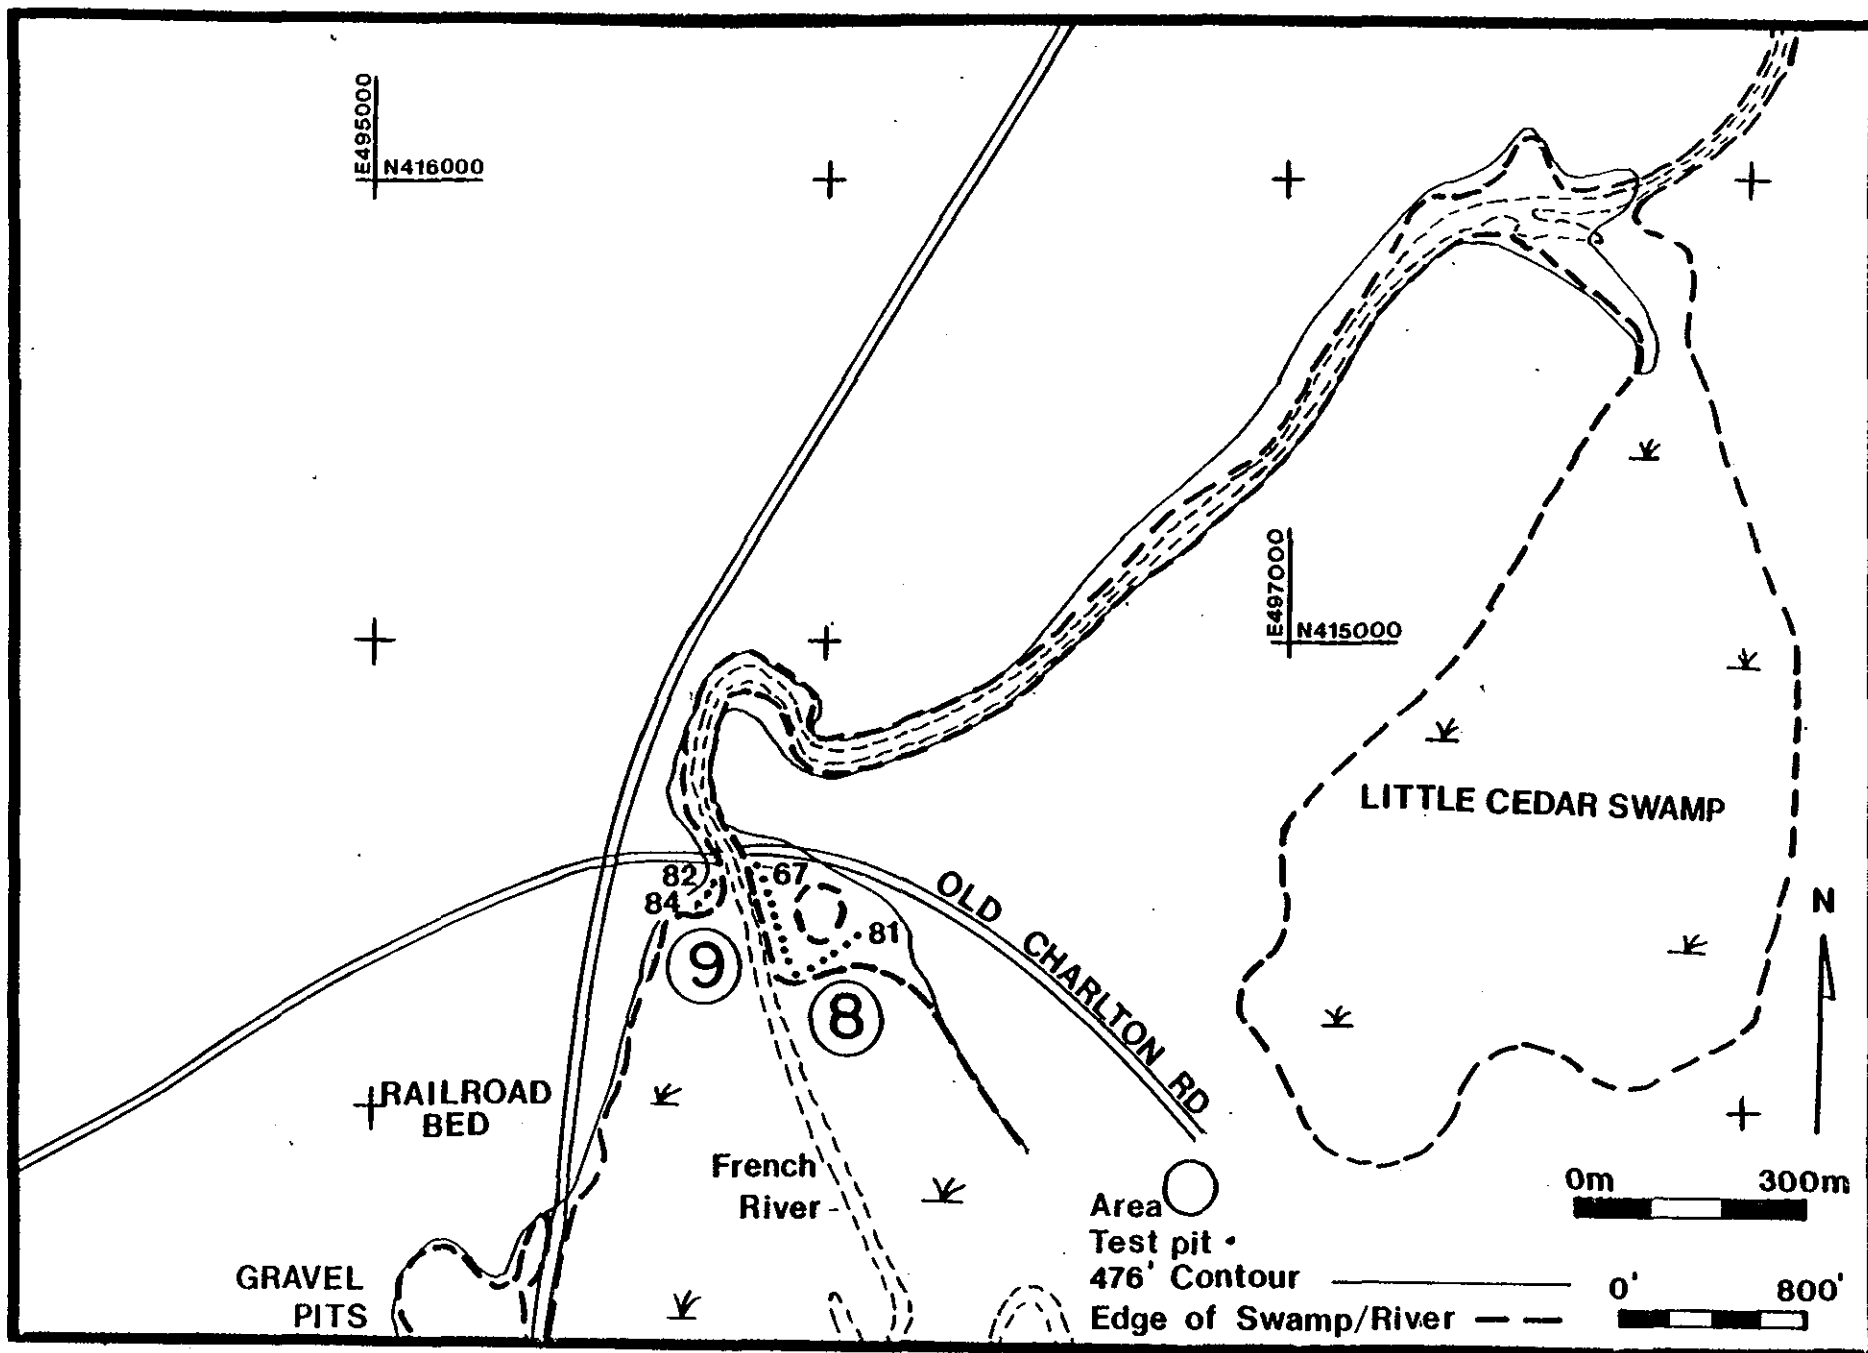 E495000
N416000
E497000
N415000
LITTLE CEDAR SWAMP
82
67
84
81
9
8
OLD CHARLTON RD
N
RAILROAD
BED
French
River
GRAVEL
PITS
Area
Test pit
476' Contour
Edge of Swamp/River
0m 300m
0' 800'